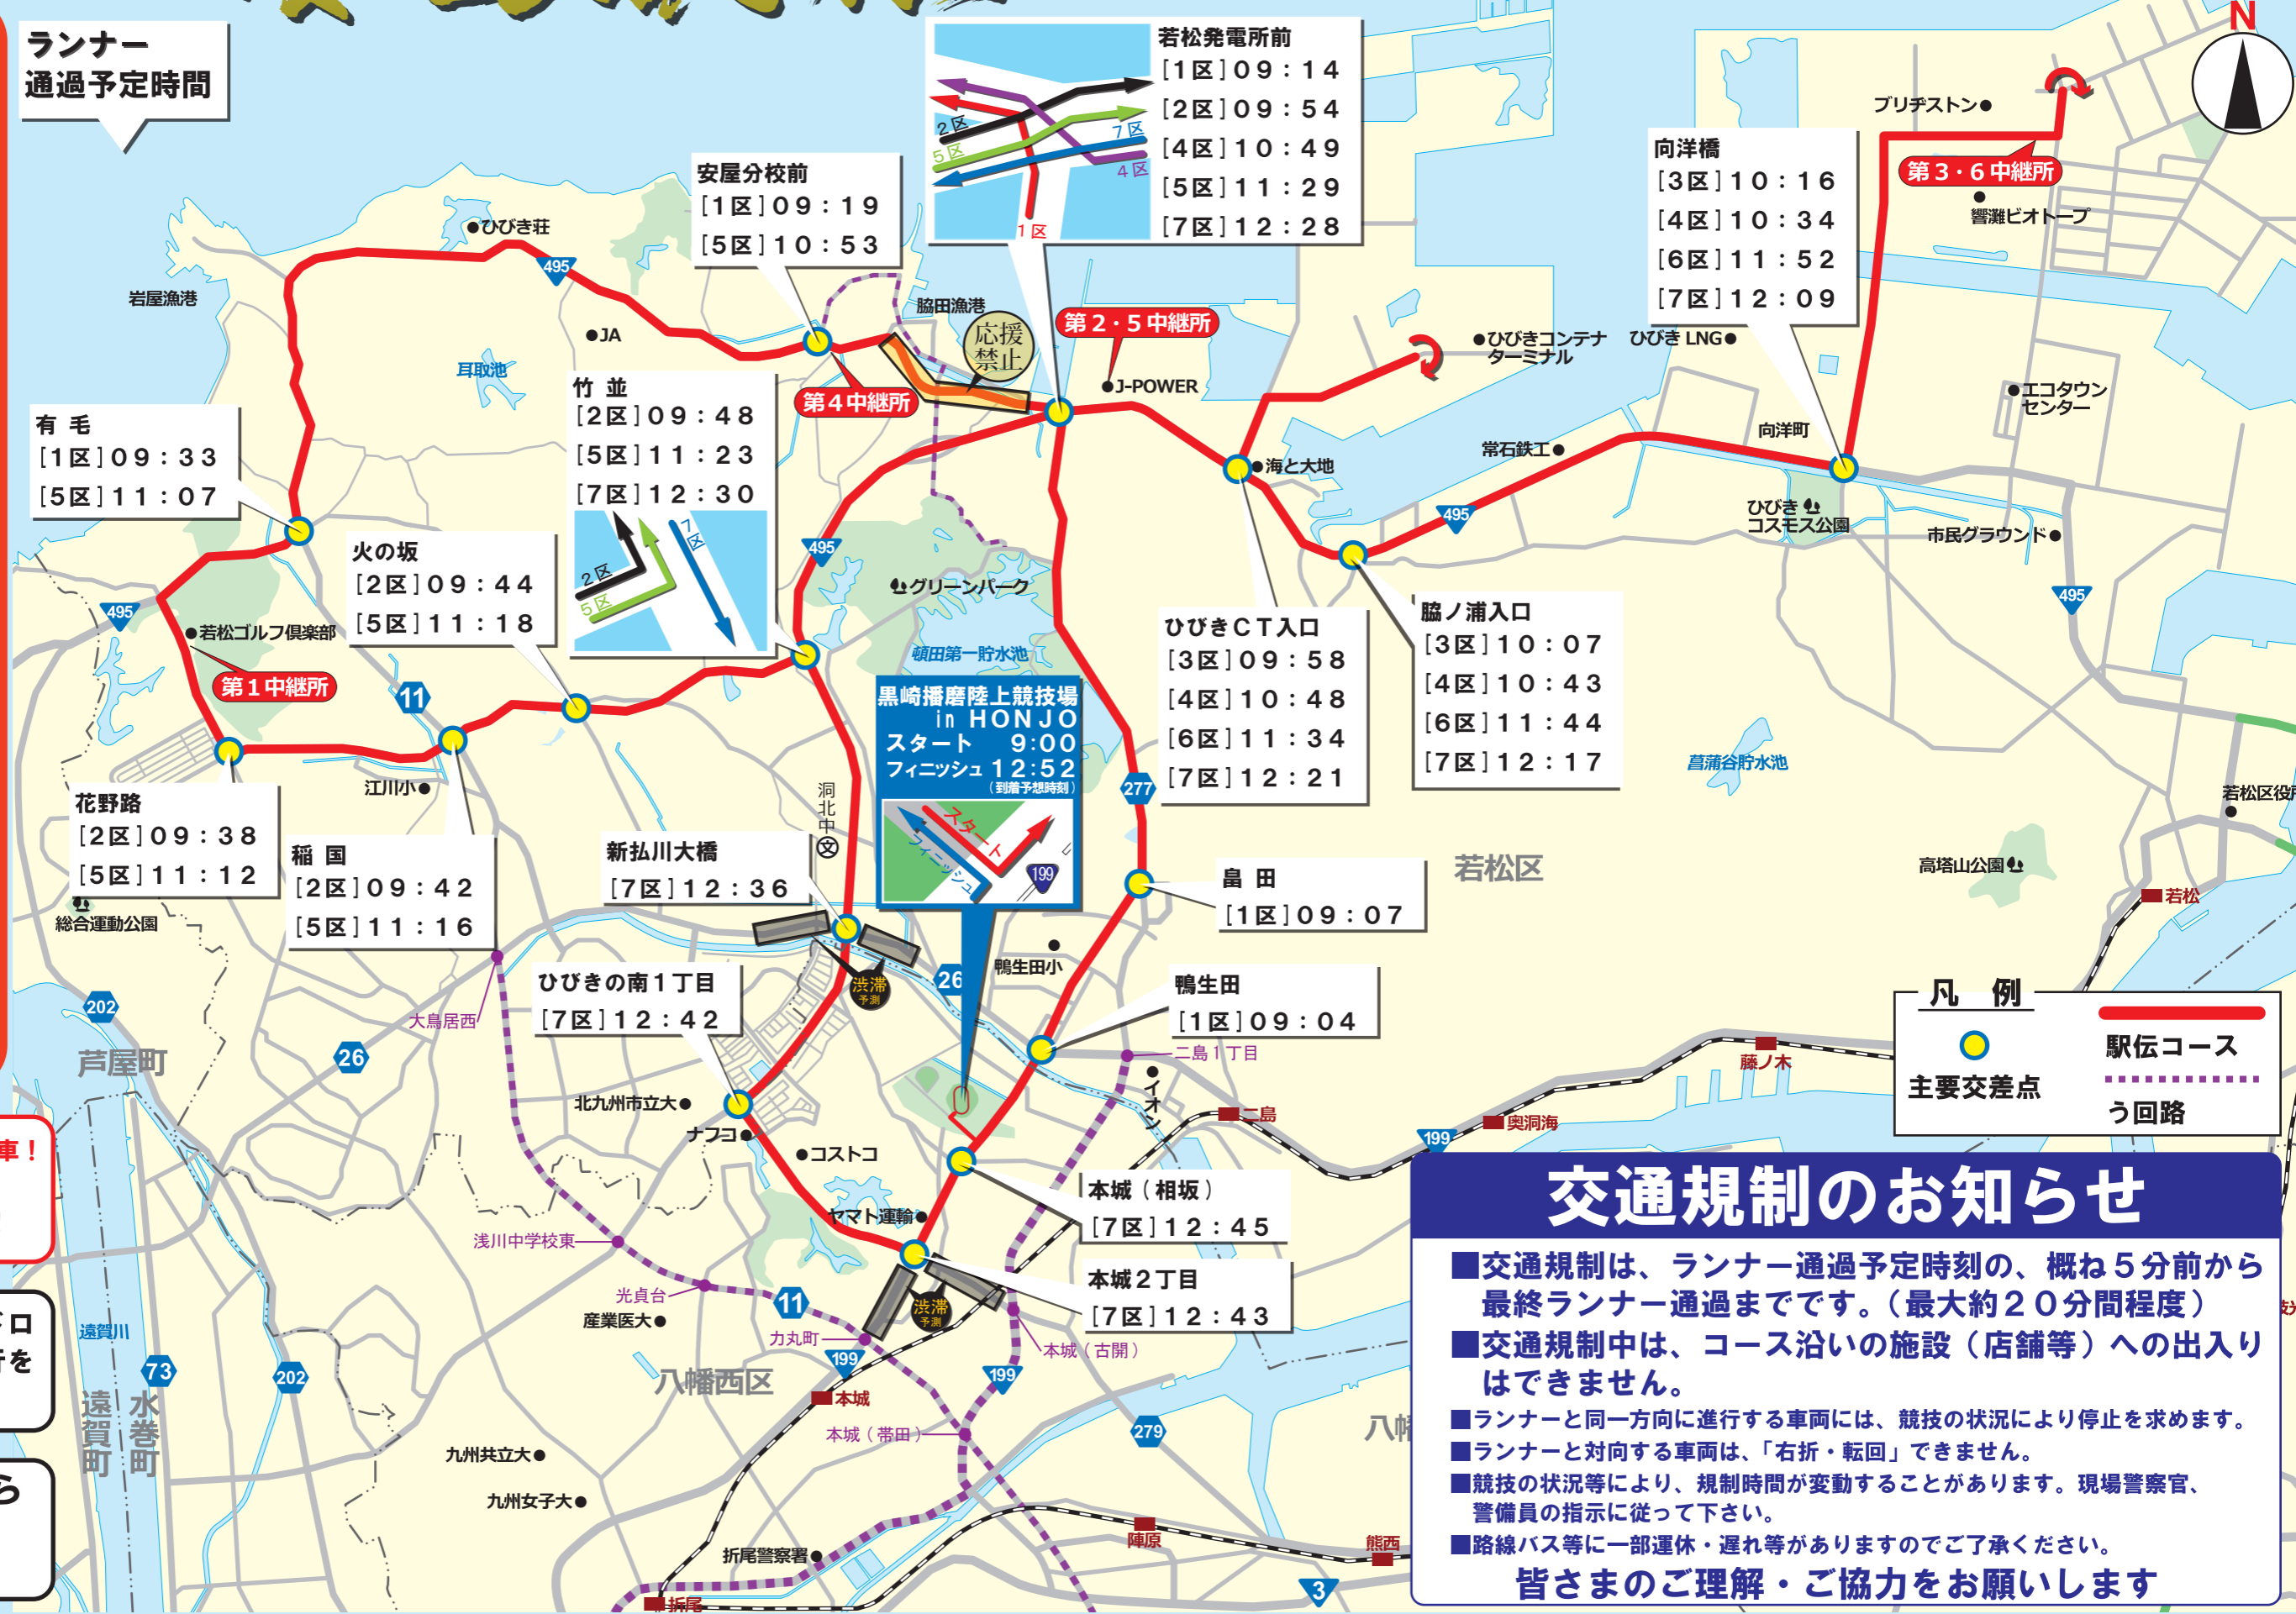 ランナー
通過予定時間
若松発電所前
[1区]09:14
[2区]09:54
[4区]10:49
[5区]11:29
[7区]12:28
2区
5区
7区
4区
1区
N
ブリヂストン
第3・6中継所
響灘ビオトープ
向洋橋
[3区]10:16
[4区]10:34
[6区]11:52
[7区]12:09
安屋分校前
[1区]09:19
[5区]10:53
ひびき荘
495
岩屋漁港
JA
耳取池
脇田漁港
応援
禁止
第2・5中継所
J-POWER
第4中継所
ひびきコンテナ
ターミナル
ひびきLNG
エコタウン
センター
向洋町
常石鉄工
海と大地
ひびき
コスモス公園
市民グラウンド
495
495
有毛
[1区]09:33
[5区]11:07
竹並
[2区]09:48
[5区]11:23
[7区]12:30
2区
5区
7区
495
火の坂
[2区]09:44
[5区]11:18
495
若松ゴルフ倶楽部
第1中継所
11
グリーンパーク
頓田第一貯水池
ひびきCT入口
[3区]09:58
[4区]10:48
[6区]11:34
[7区]12:21
脇ノ浦入口
[3区]10:07
[4区]10:43
[6区]11:44
[7区]12:17
菖蒲谷貯水池
若松区役所
高塔山公園
若松
若松区
黒崎播磨陸上競技場
in HONJO
スタート 9:00
フィニッシュ 12:52
(到着予想時刻)
スタート
フィニッシュ
199
277
花野路
[2区]09:38
[5区]11:12
江川小
稲国
[2区]09:42
[5区]11:16
総合運動公園
洞北中
文
新払川大橋
[7区]12:36
畠田
[1区]09:07
鴨生田小
26
渋滞
予測
ひびきの南1丁目
[7区]12:42
鴨生田
[1区]09:04
二島1丁目
イオン
二島
大鳥居西
202
26
芦屋町
北九州市立大
ナフコ
コストコ
ヤマト運輸
本城(相坂)
[7区]12:45
本城2丁目
[7区]12:43
渋滞
予測
浅川中学校東
光貞台
産業医大
11
力丸町
199
本城(古開)
199
本城
八幡西区
本城(帯田)
279
遠賀川
73
202
遠賀町
水巻町
九州共立大
九州女子大
折尾警察署
折尾
陣原
熊西
3
八幡
藤ノ木
奥洞海
199
凡例
主要交差点
駅伝コース
う回路
車!
ドロ
行を
ら
交通規制のお知らせ
■交通規制は、ランナー通過予定時刻の、概ね5分前から
最終ランナー通過までです。(最大約20分間程度)
■交通規制中は、コース沿いの施設(店舗等)への出入り
はできません。
■ランナーと同一方向に進行する車両には、競技の状況により停止を求めます。
■ランナーと対向する車両は、「右折・転回」できません。
■競技の状況等により、規制時間が変動することがあります。現場警察官、
警備員の指示に従って下さい。
■路線バス等に一部運休・遅れ等がありますのでご了承ください。
皆さまのご理解・ご協力をお願いします